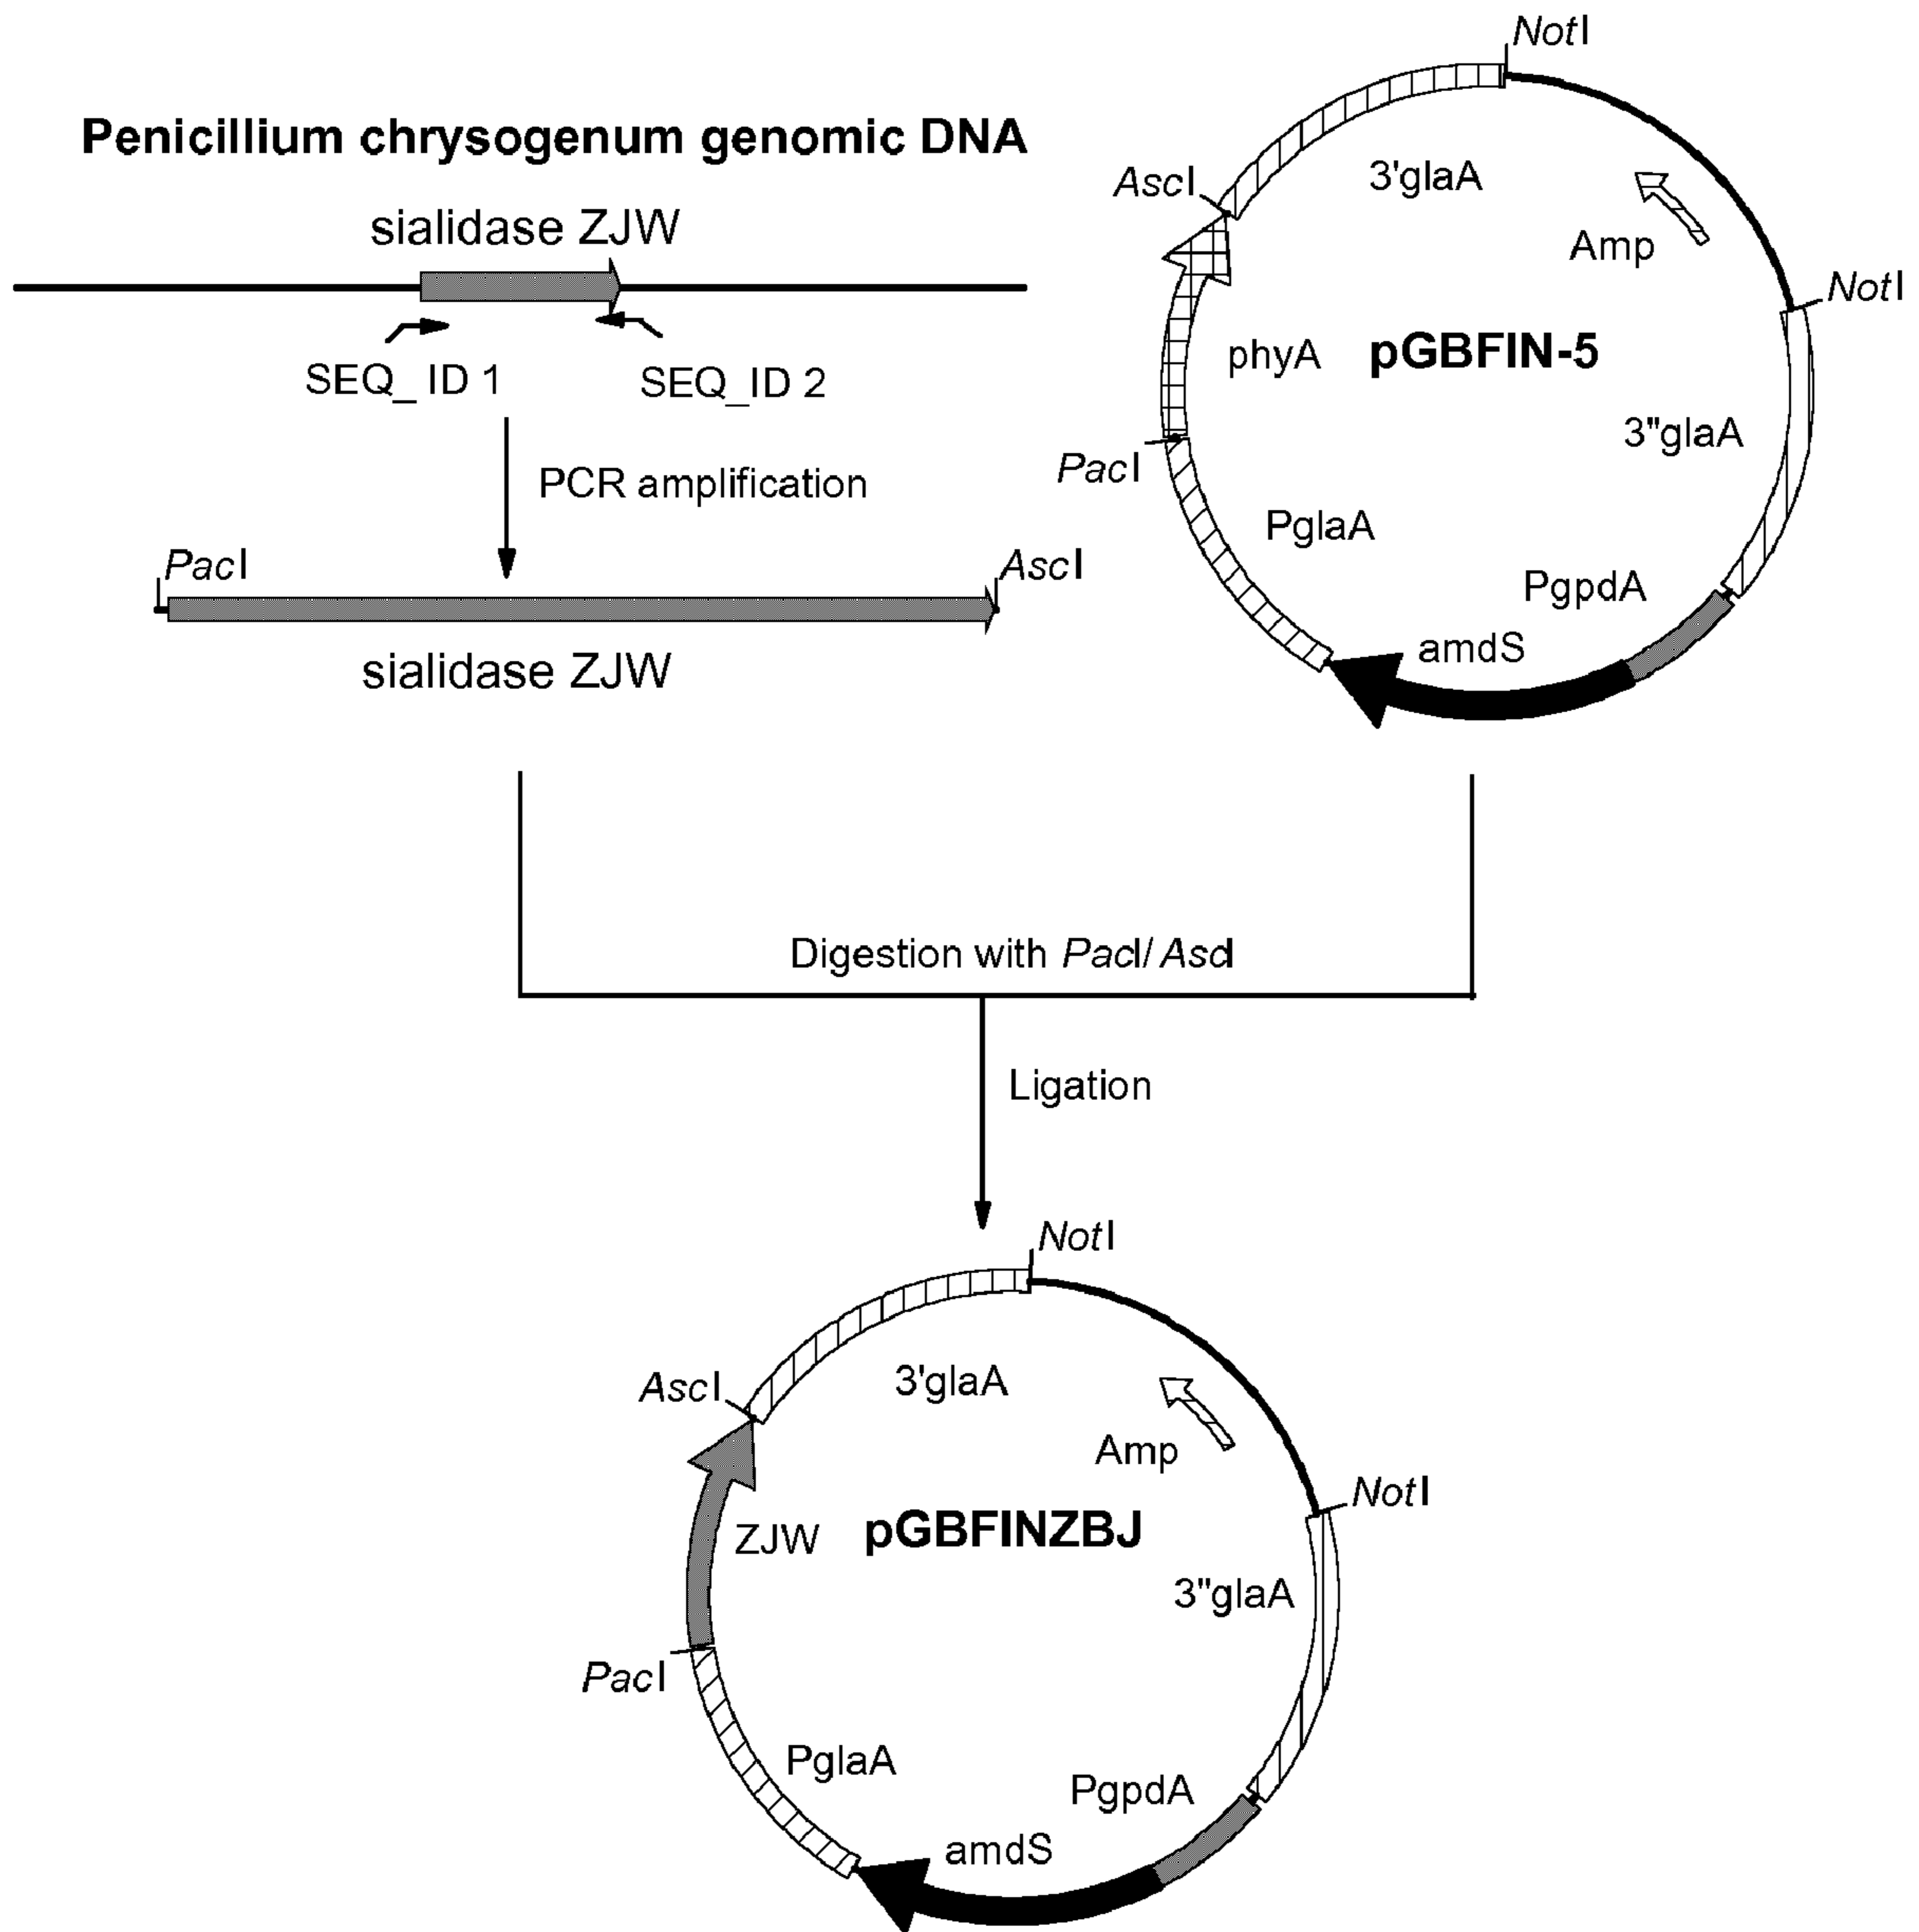 Penicillium chrysogenum genomic DNA
sialidase ZJW
SEQ_ ID 1
SEQ_ID 2
PCR amplification
PacI
AscI
sialidase ZJW
NotI
AscI
3'glaA
Amp
NotI
phyA
pGBFIN-5
3"glaA
PacI
PglaA
PgpdA
amdS
Digestion with PacI/ AscI
Ligation
NotI
AscI
3'glaA
Amp
NotI
ZJW
pGBFINZBJ
3"glaA
PacI
PglaA
PgpdA
amdS